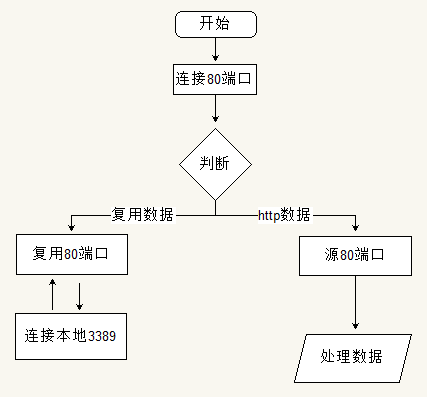 开始
连接80端口
判断
复用数据
http数据
复用80端口
源80端口
连接本地3389
处理数据